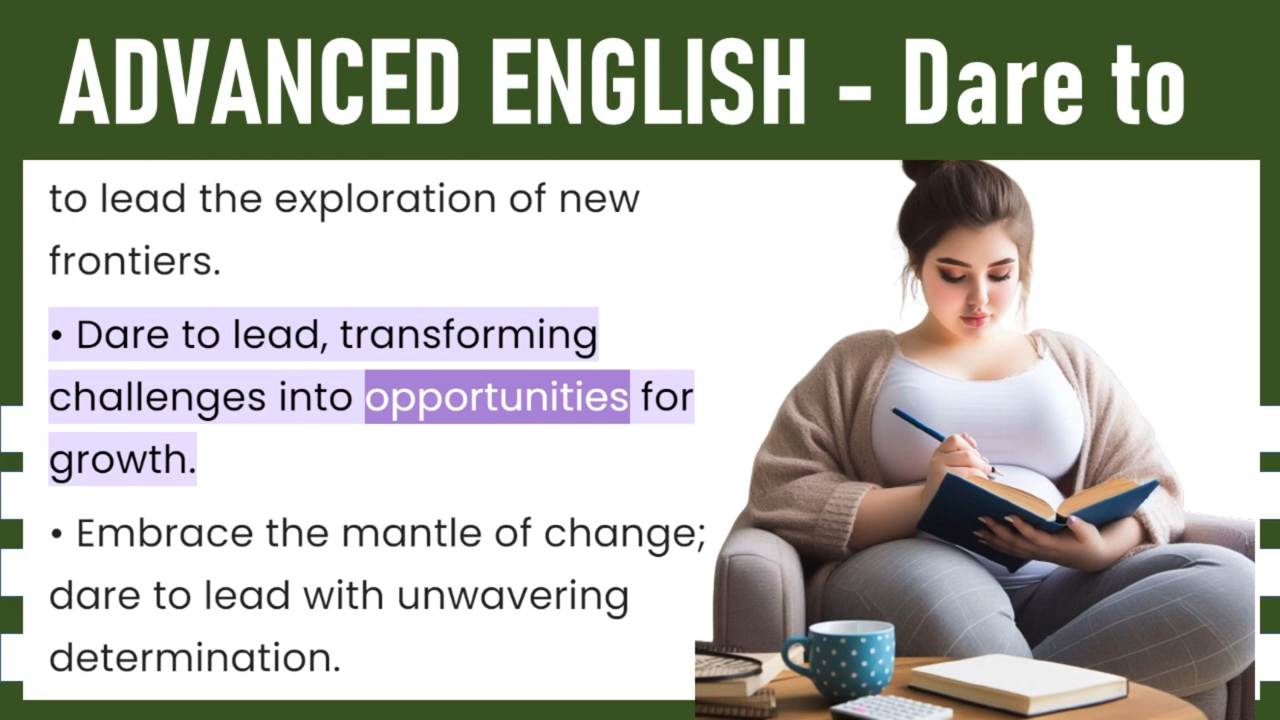 ADVANCED ENGLISH - Dare to
to lead the exploration of new
frontiers.
• Dare to lead, transforming
challenges into opportunities for
growth.
• Embrace the mantle of change;
dare to lead with unwavering
determination.